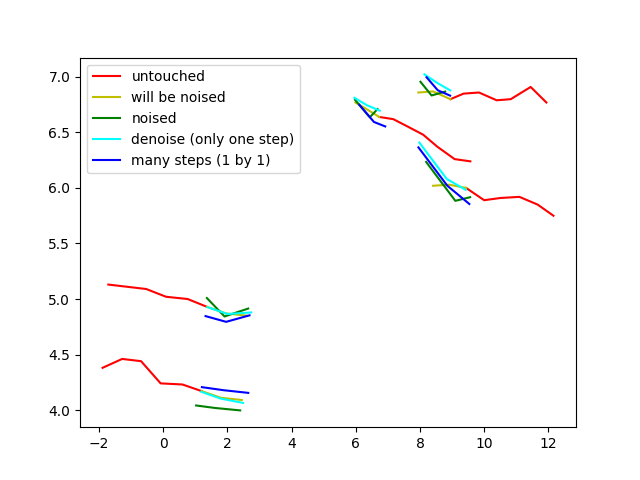 untouched
will be noised
noised
denoise (only one step)
many steps (1 by 1)
7.0
6.5
6.0
5.5
5.0
4.5
4.0
−2 0 2 4 6 8 10 12